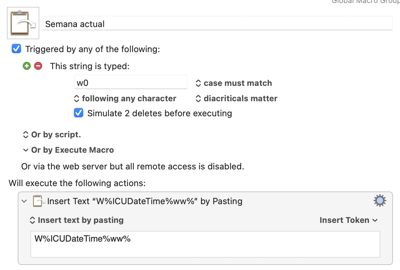 Global Macro Group
Semana actual
Triggered by any of the following:
This string is typed:
w0
case must match
following any character
diacriticals matter
Simulate 2 deletes before executing
Or by script.
Or by Execute Macro
Or via the web server but all remote access is disabled.
Will execute the following actions:
Insert Text “W%ICUDateTime%ww%” by Pasting
Insert text by pasting
Insert Token
W%ICUDateTime%ww%